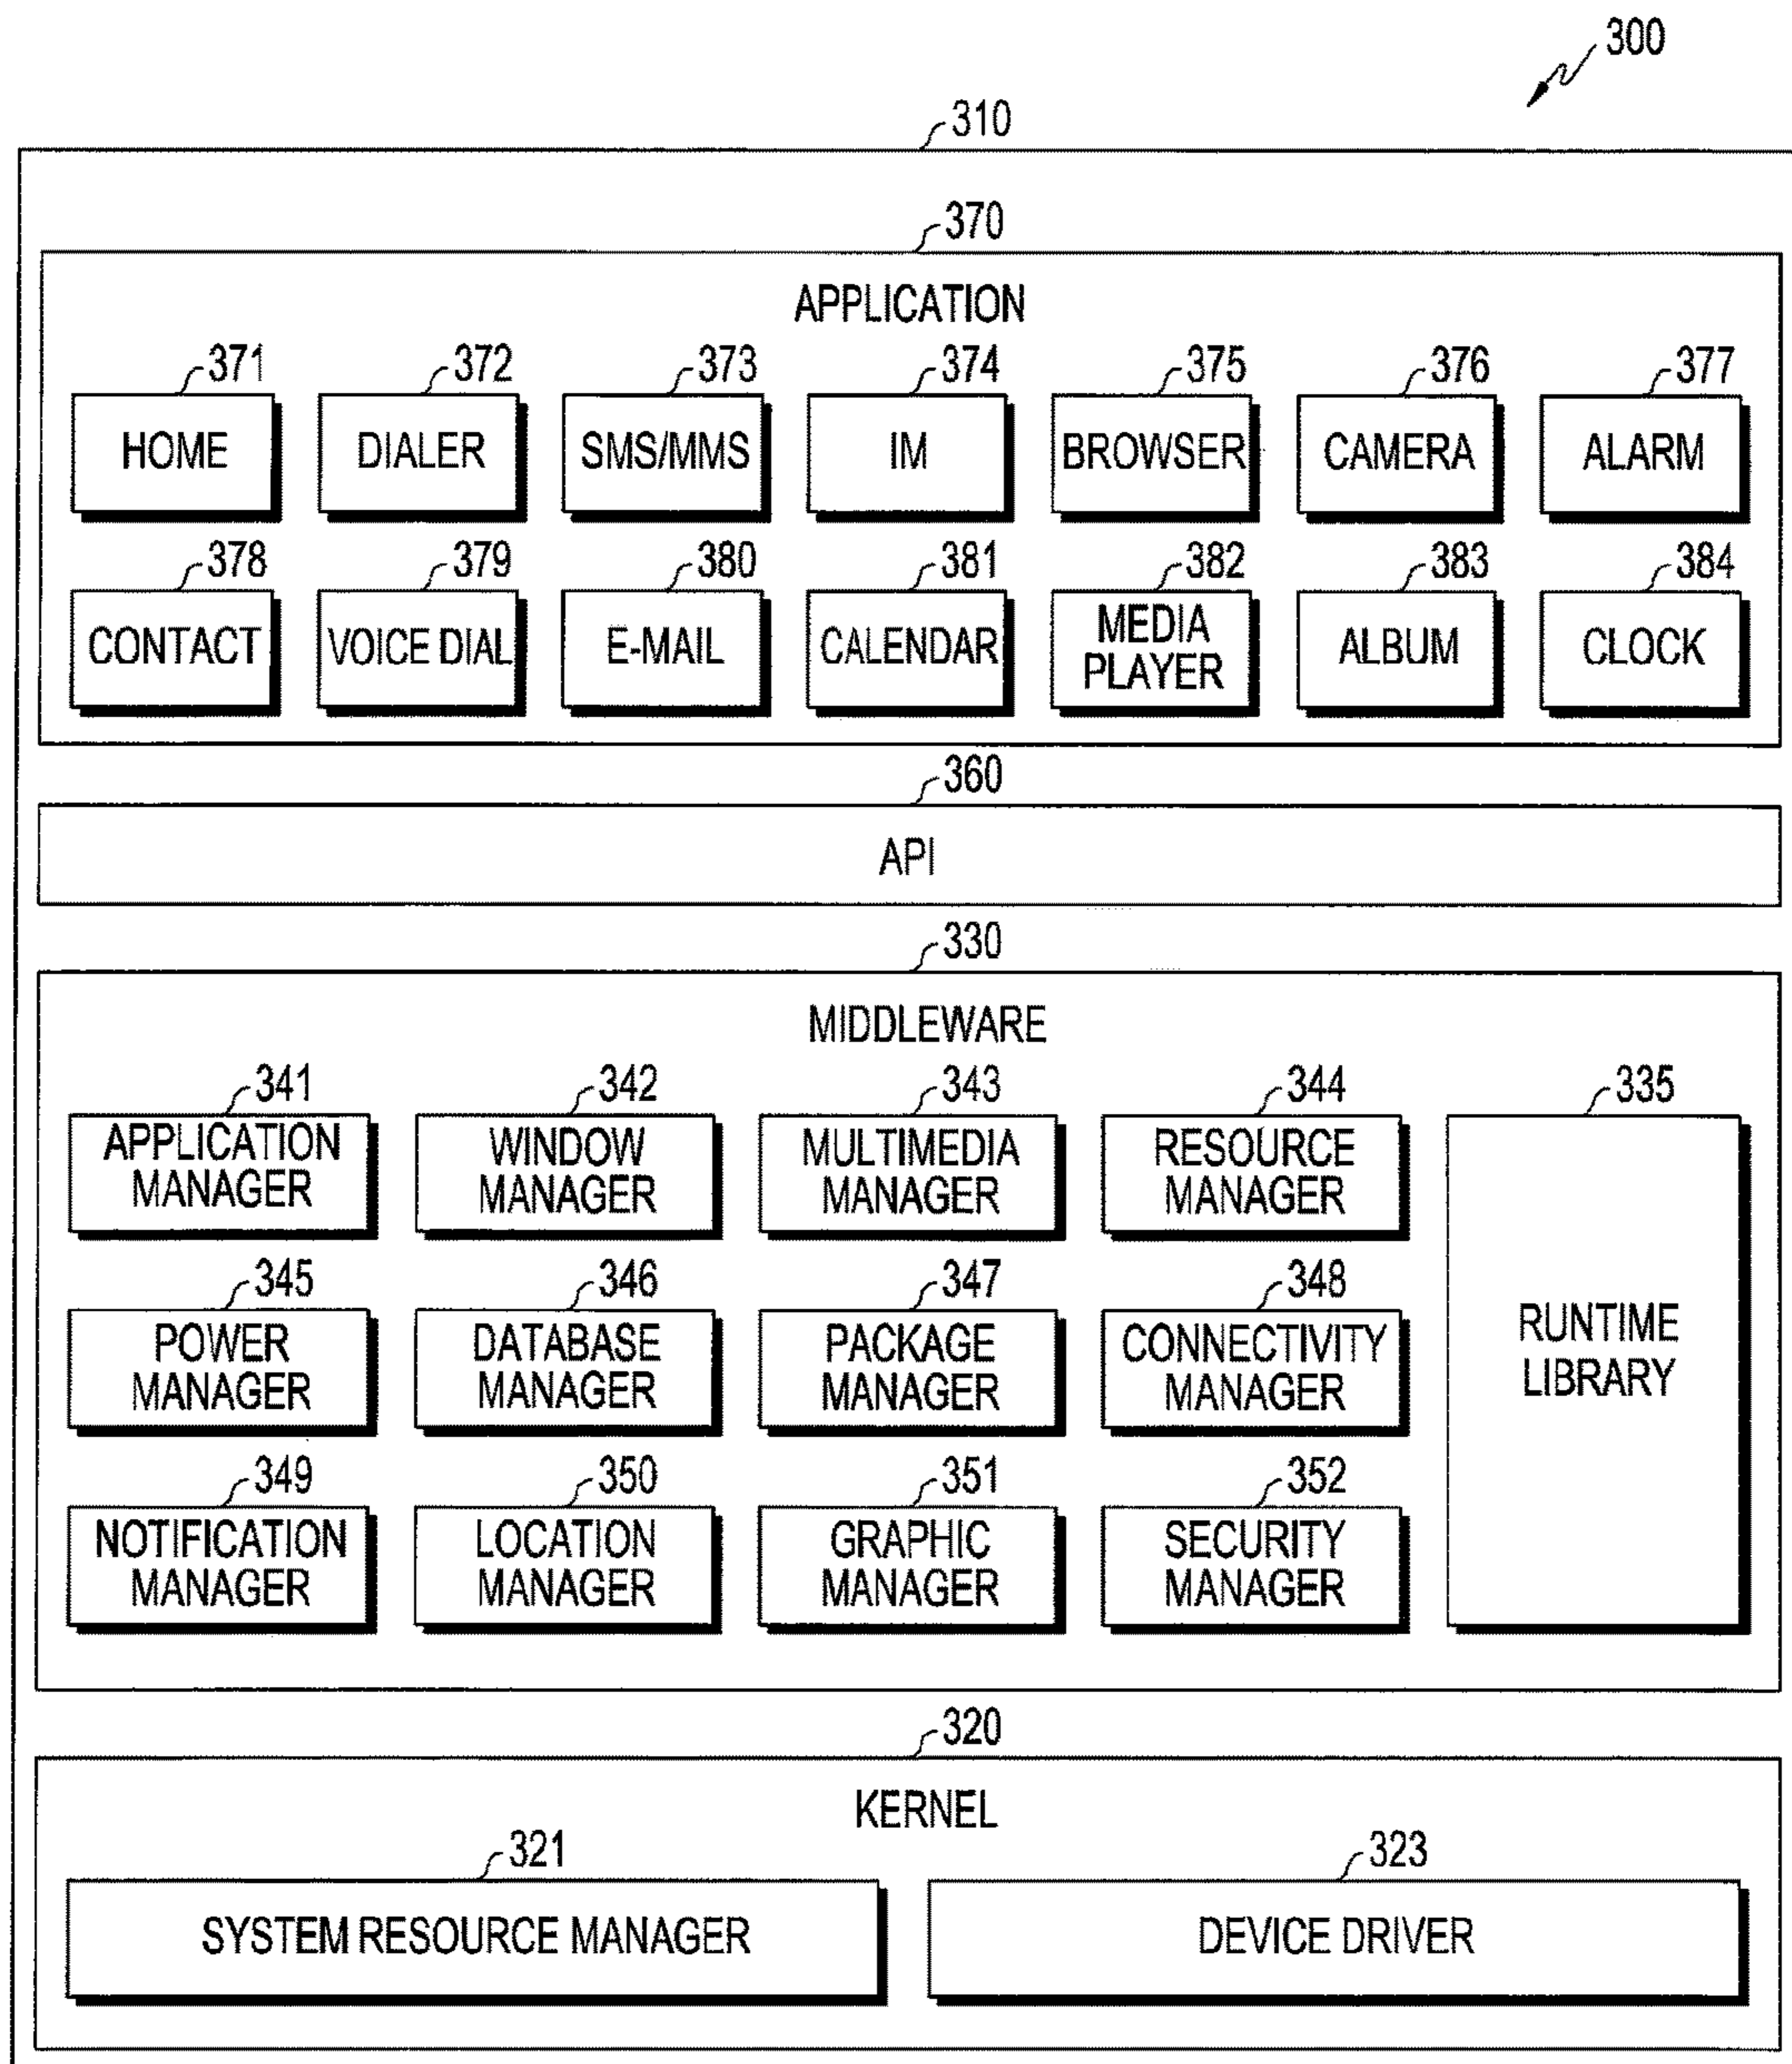 300
310
370
APPLICATION
371 372 373 374 375 376 377
HOME DIALER SMS/MMS IM BROWSER CAMERA ALARM
378 379 380 381 382 383 384
CONTACT VOICE DIAL E-MAIL CALENDAR MEDIA PLAYER ALBUM CLOCK
360
API
330
MIDDLEWARE
341 342 343 344 335
APPLICATION MANAGER WINDOW MANAGER MULTIMEDIA MANAGER RESOURCE MANAGER
345 346 347 348
POWER MANAGER DATABASE MANAGER PACKAGE MANAGER CONNECTIVITY MANAGER RUNTIME LIBRARY
349 350 351 352
NOTIFICATION MANAGER LOCATION MANAGER GRAPHIC MANAGER SECURITY MANAGER
320
KERNEL
321 323
SYSTEM RESOURCE MANAGER DEVICE DRIVER